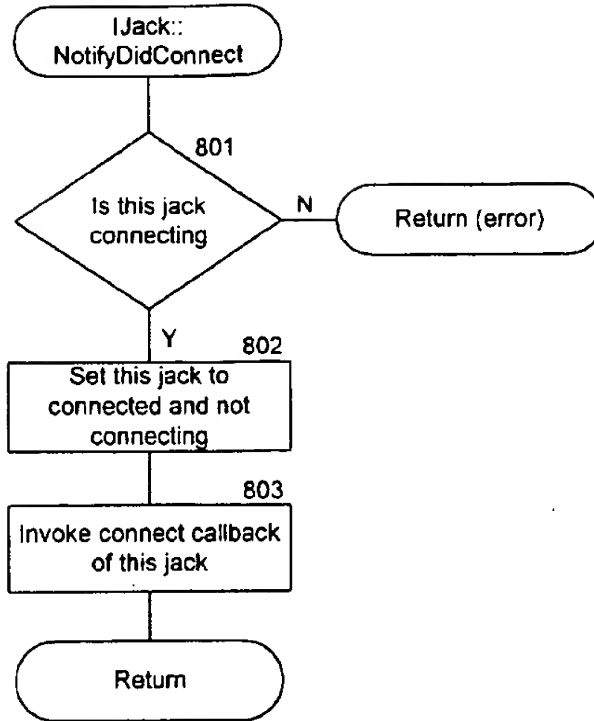 IJack::
NotifyDidConnect
801
Is this jack
connecting
N
Return (error)
Y
802
Set this jack to
connected and not
connecting
803
Invoke connect callback
of this jack
Return